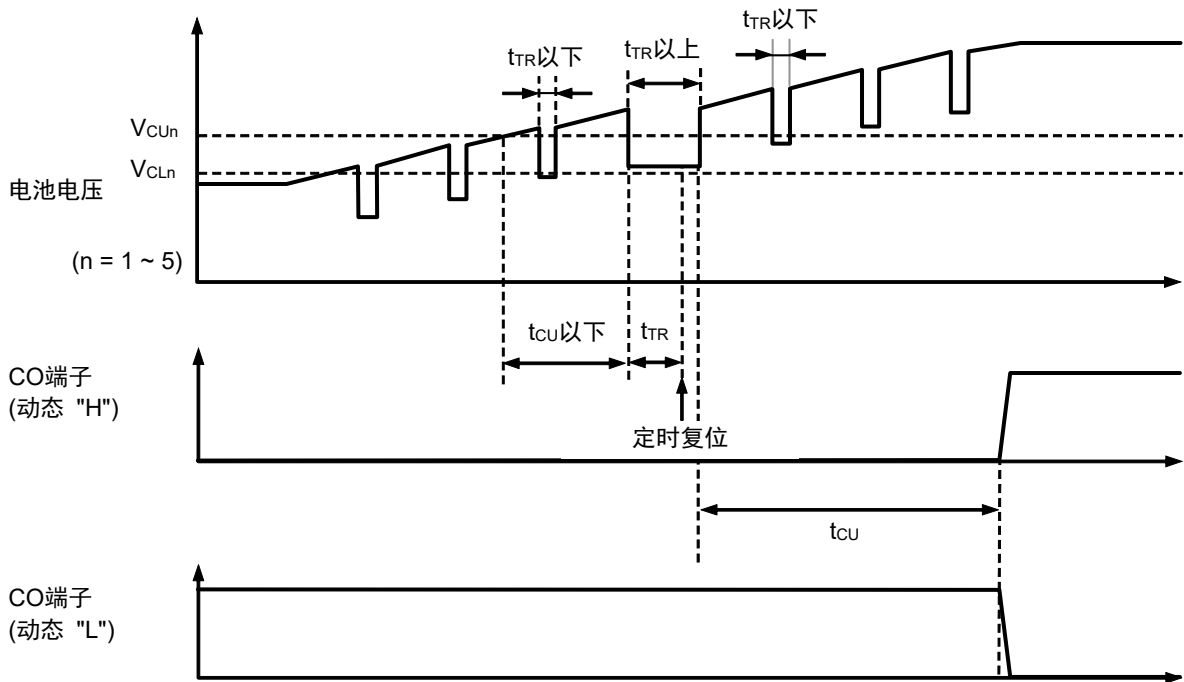 tTR以下
tTR以下
tTR以上
VCUn
VCLn
电池电压
(n = 1 ~ 5)
tCU以下
tTR
CO端子
(动态 "H")
定时复位
tCU
CO端子
(动态 "L")